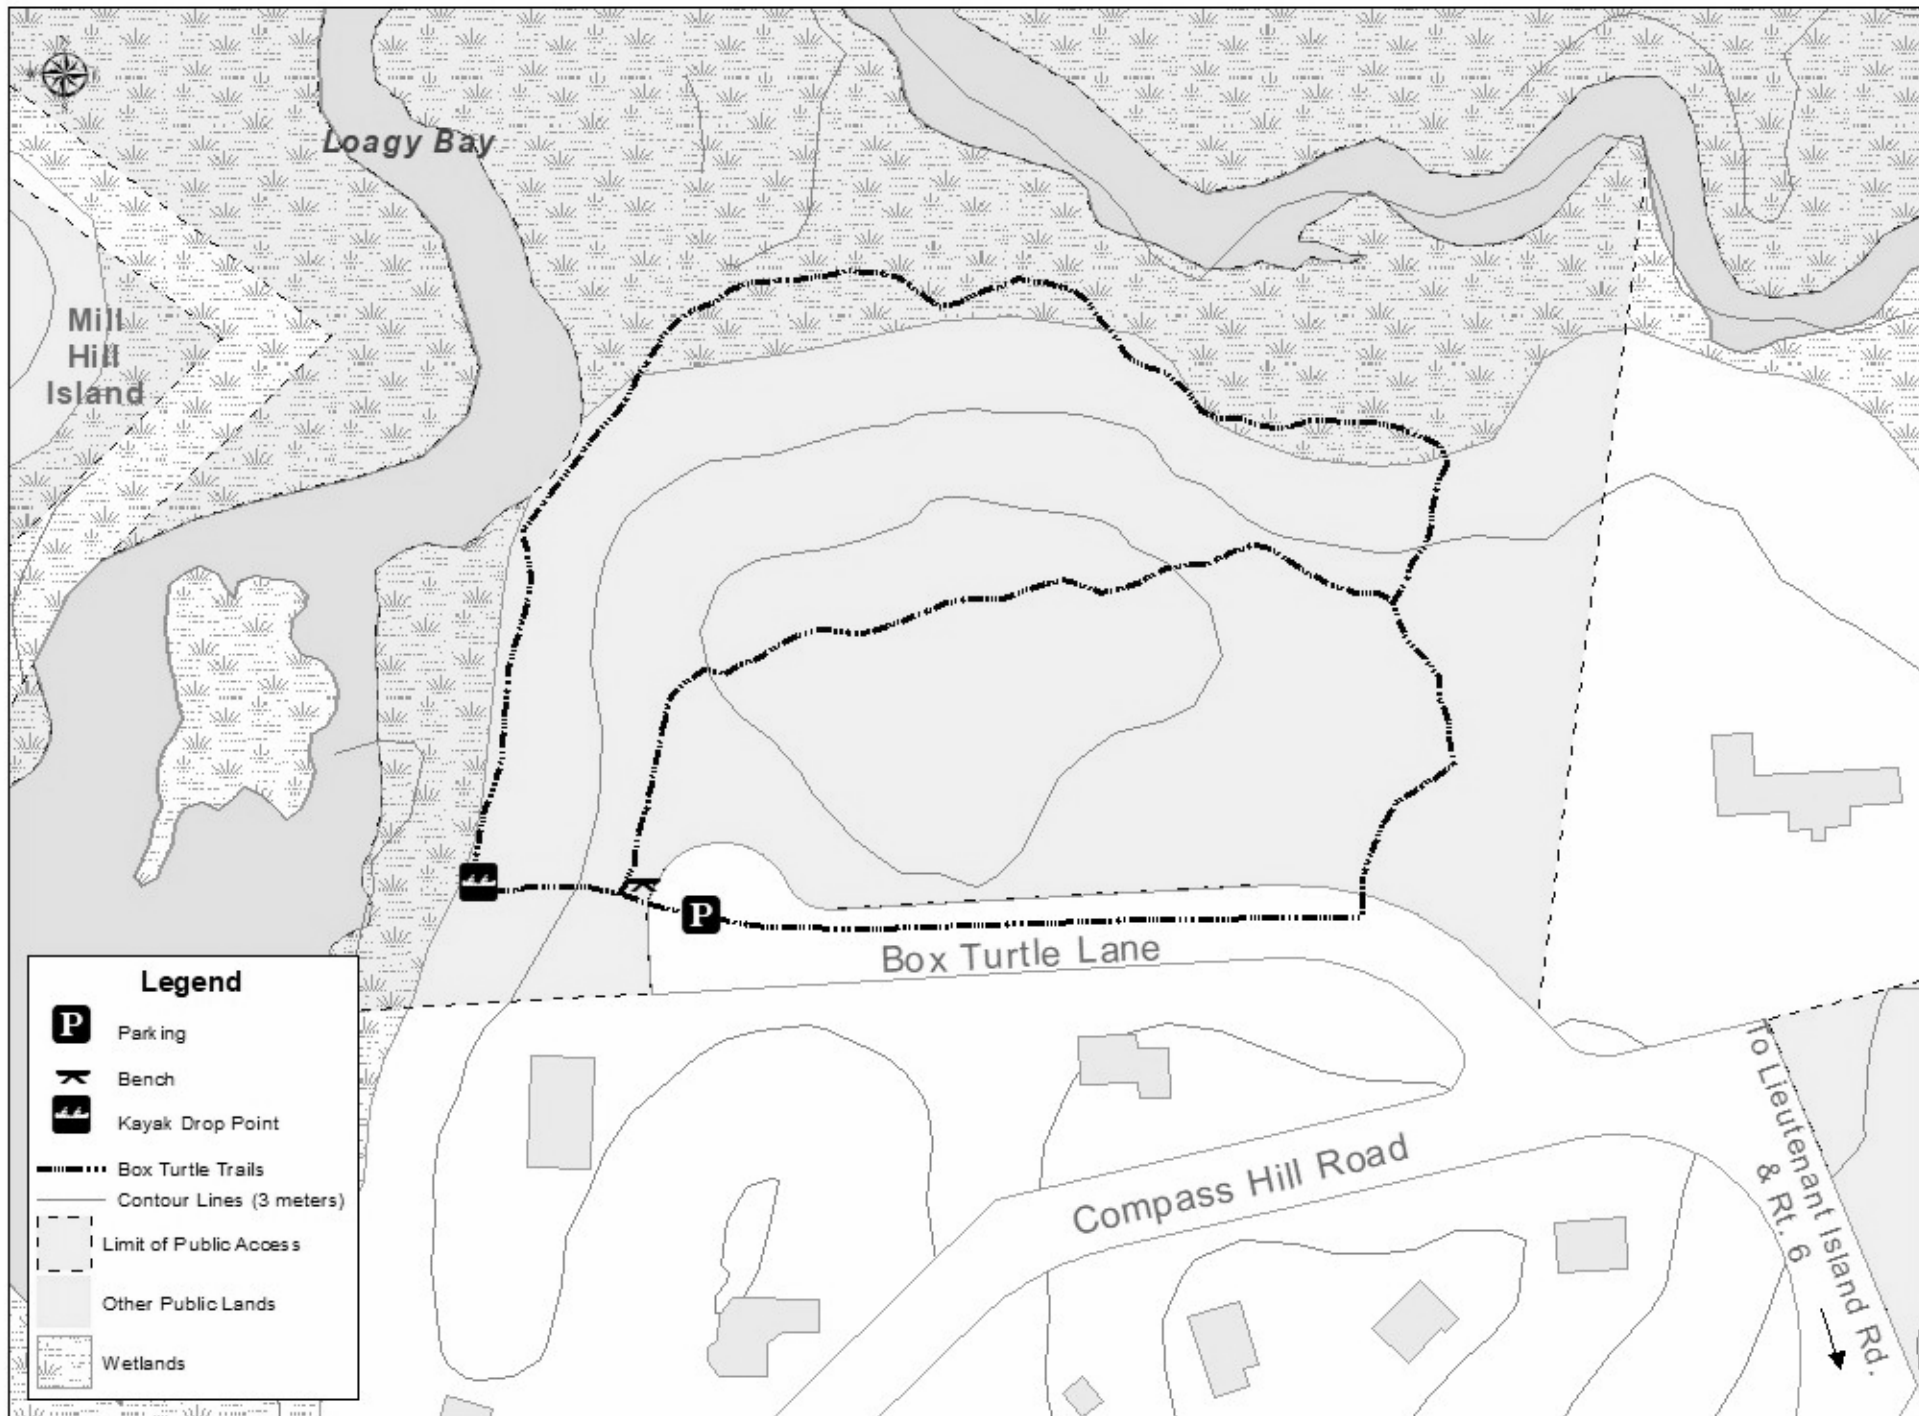 N
Loagy Bay
Mill
Hill
Island
P
Box Turtle Lane
Compass Hill Road
To Lieutenant Island Rd.
& Rt. 6
Legend
P Parking
Bench
Kayak Drop Point
Box Turtle Trails
Contour Lines (3 meters)
Limit of Public Access
Other Public Lands
Wetlands